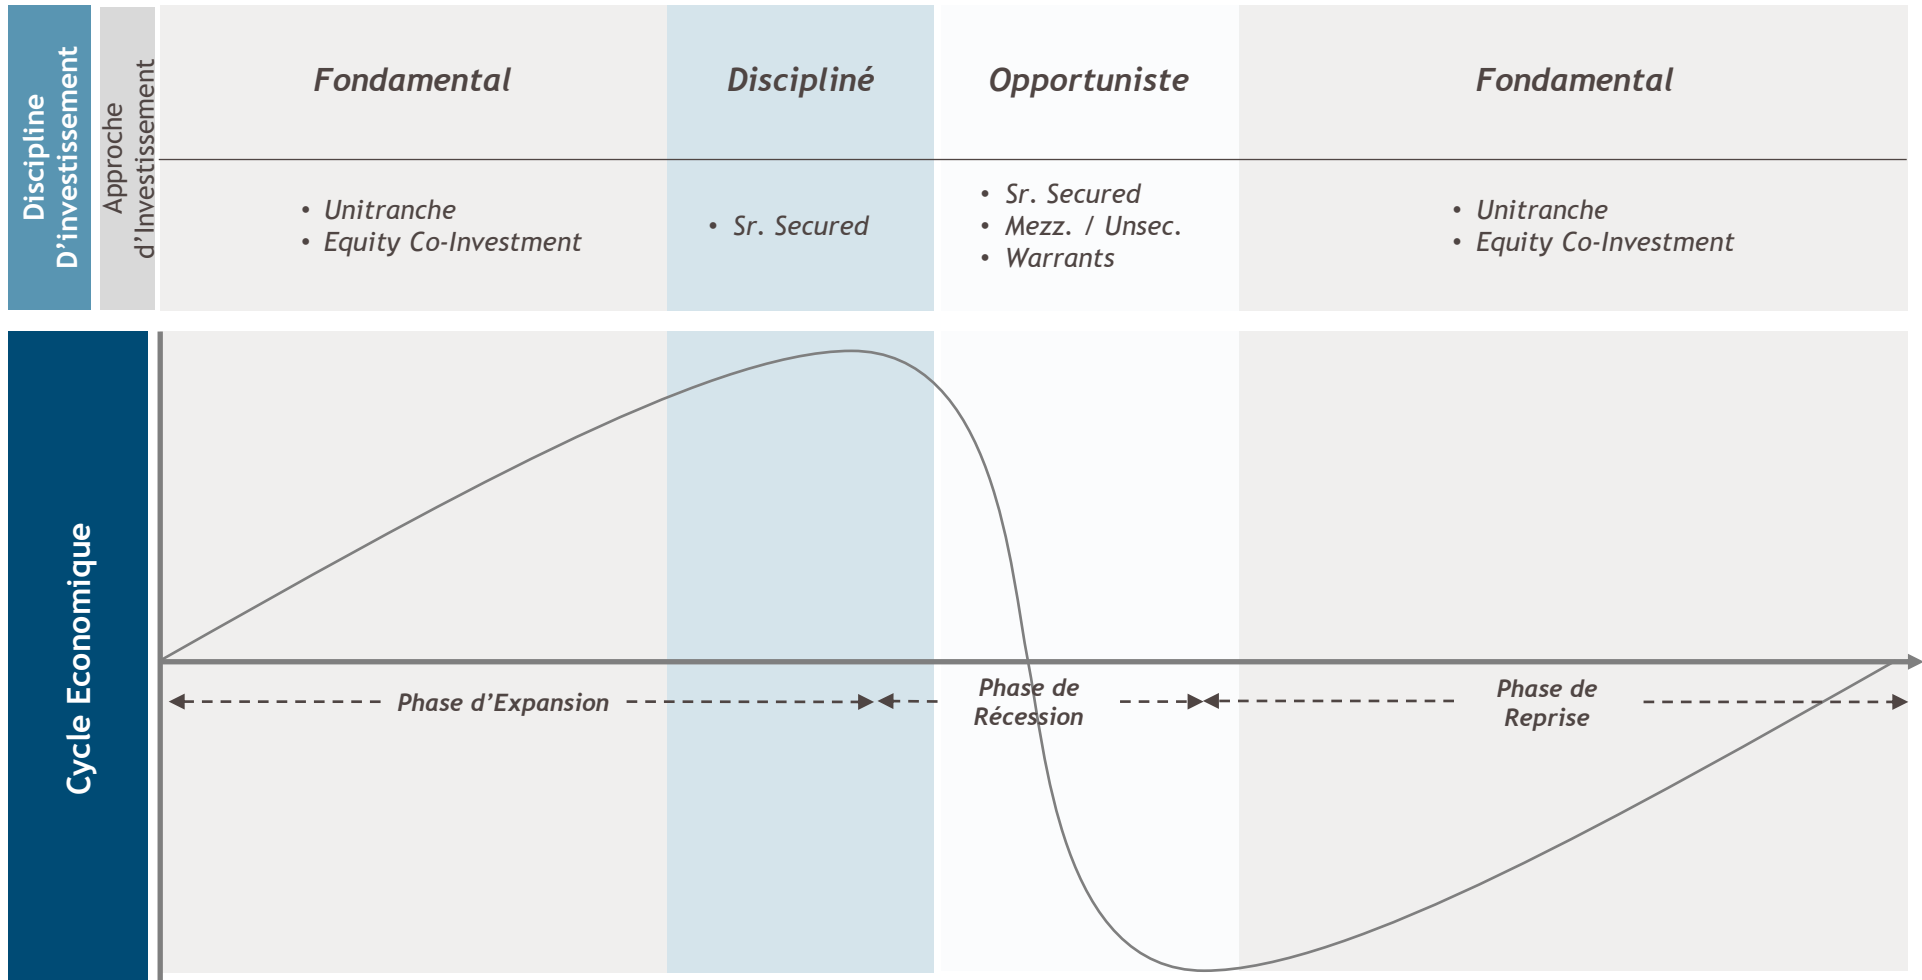 Discipline
D’investissement
Approche
d’Investissement
Fondamental
Discipliné
Opportuniste
Fondamental
• Unitranche
• Equity Co-Investment
• Sr. Secured
• Sr. Secured
• Mezz. / Unsec.
• Warrants
• Unitranche
• Equity Co-Investment
Cycle Economique
Phase d’Expansion
Phase de
Récession
Phase de
Reprise